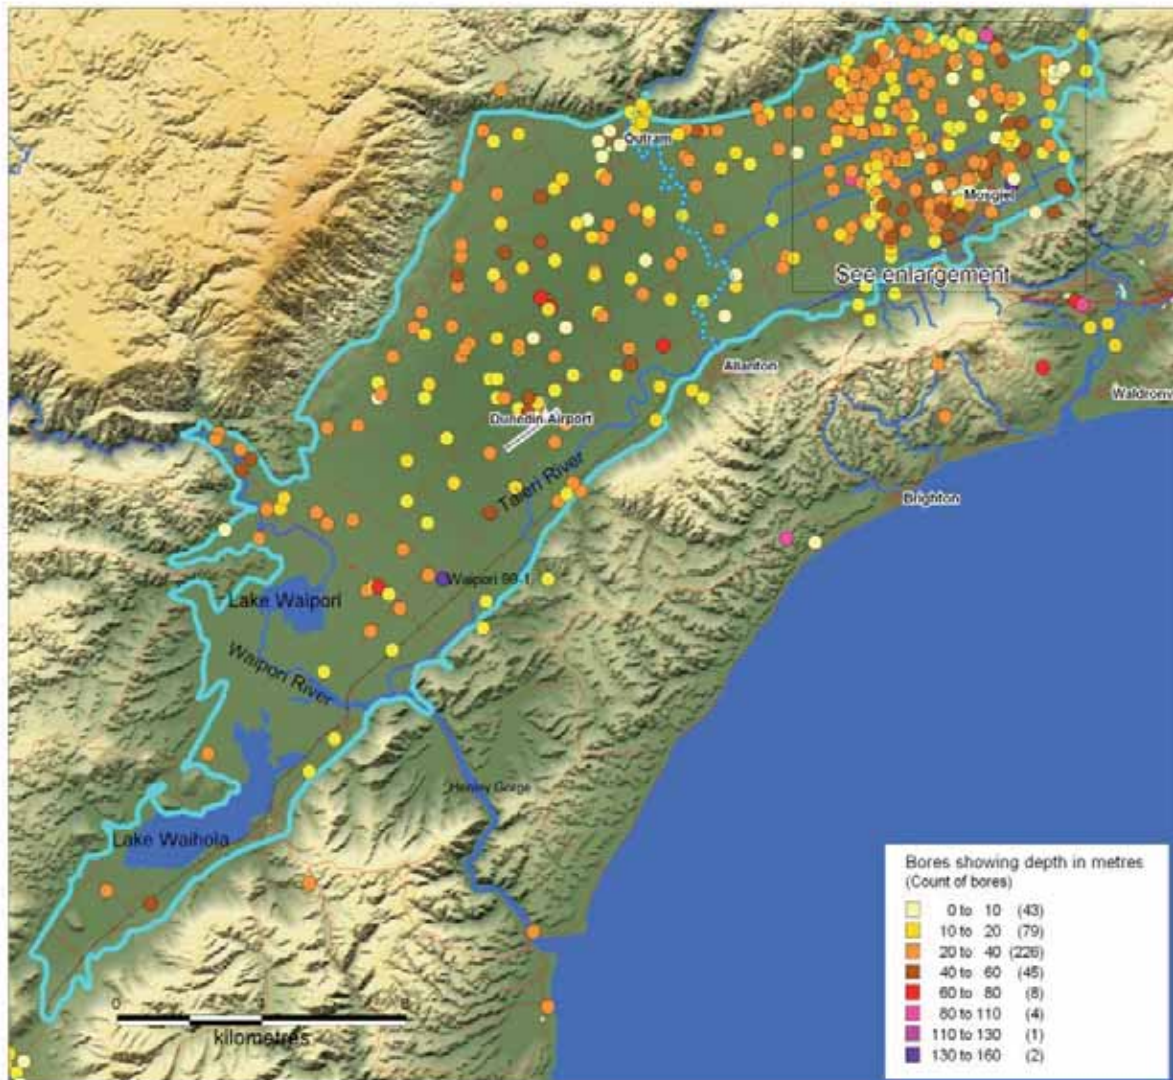 Outram
Mosgiel
See enlargement
Allanton
Waldronv
Dunedin Airport
Taieri River
Brighton
Waipori 99-1
Lake Waipori
Waipori River
Henley Gorge
Lake Waihola
0
8
kilometres
Bores showing depth in metres
(Count of bores)
0 to 10 (43)
10 to 20 (79)
20 to 40 (226)
40 to 60 (45)
60 to 80 (8)
80 to 110 (4)
110 to 130 (1)
130 to 160 (2)